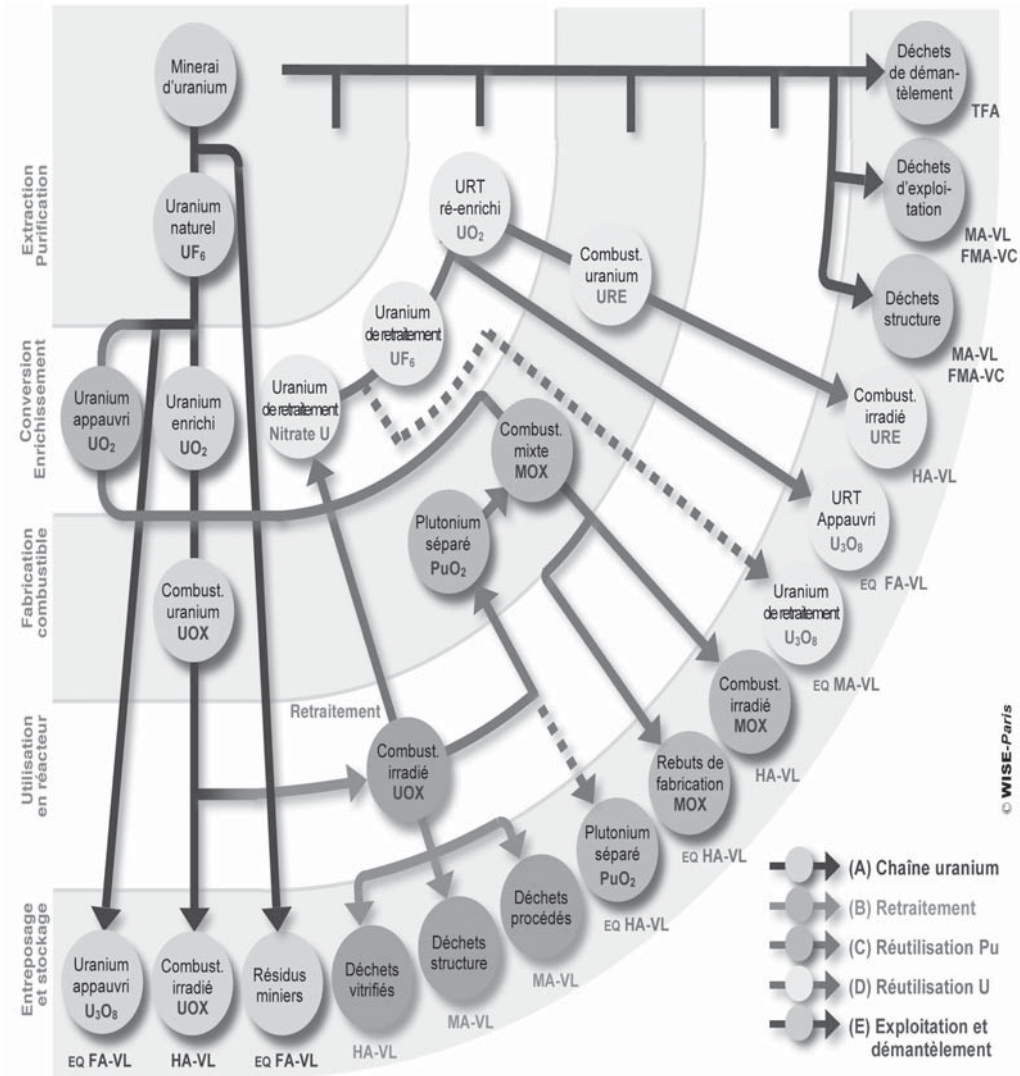 Minerai
d'uranium
Déchets
de déman-
tèlement
TFA
Extraction
Purification
Uranium
naturel
UF6
URT
ré-enrichi
UO2
Déchets
d'exploi-
tation
MA-VL
FMA-VC
Combust.
uranium
URE
Déchets
structure
MA-VL
FMA-VC
Conversion
Enrichissement
Uranium
appauvri
UO2
Uranium
enrichi
UO2
Uranium
de retraitement
Nitrate U
Uranium
de retraitement
UF6
Combust.
mixte
MOX
Combust.
irradié
URE
HA-VL
Fabrication
combustible
Combust.
uranium
UOX
Plutonium
séparé
PuO2
URT
Appauvri
U3O8
EQ FA-VL
Uranium
de retraitement
U3O8
EQ MA-VL
Utilisation
en réacteur
Retraitement
Combust.
irradié
UOX
Combust.
irradié
MOX
HA-VL
Rebuts de
fabrication
MOX
EQ HA-VL
Plutonium
séparé
PuO2
EQ HA-VL
Entreposage
et stockage
Uranium
appauvri
U3O8
EQ FA-VL
Combust.
irradié
UOX
HA-VL
Résidus
miniers
EQ FA-VL
Déchets
vitrifiés
HA-VL
Déchets
structure
MA-VL
Déchets
procédés
MA-VL
© WISE-Paris
(A) Chaîne uranium
(B) Retraitement
(C) Réutilisation Pu
(D) Réutilisation U
(E) Exploitation et
démantèlement